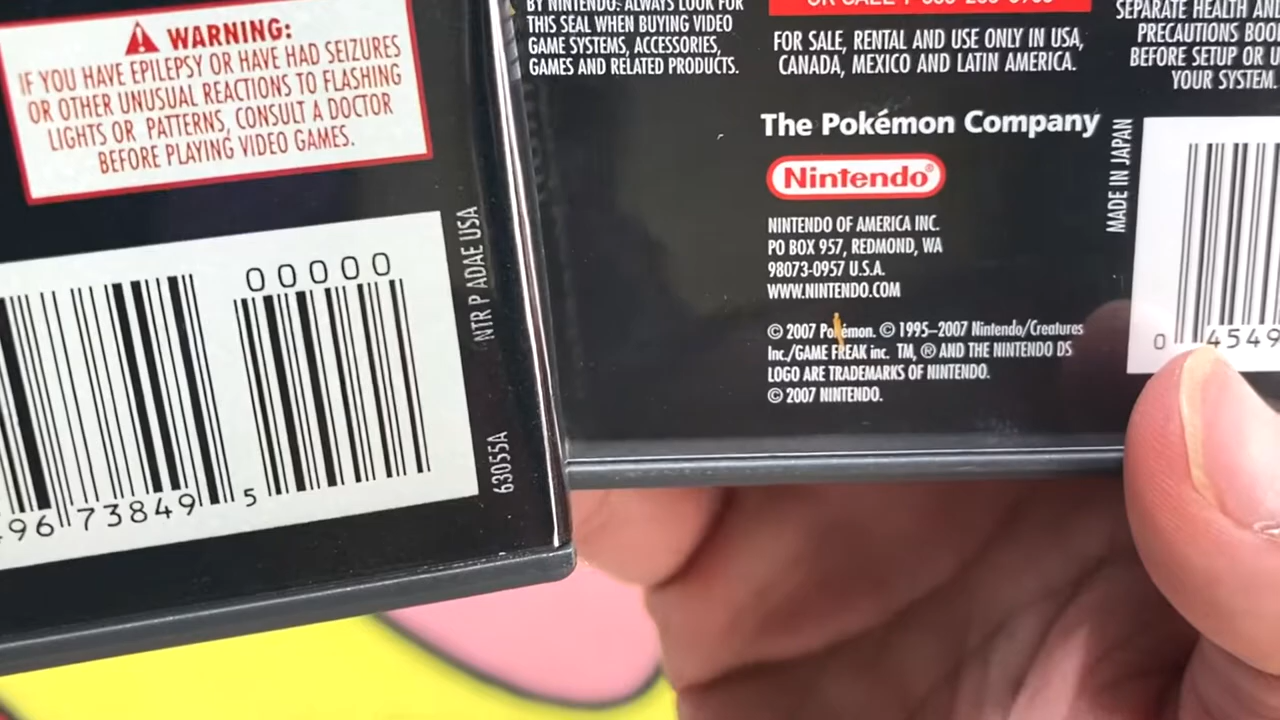 WARNING:
IF YOU HAVE EPILEPSY OR HAVE HAD SEIZURES
OR OTHER UNUSUAL REACTIONS TO FLASHING
LIGHTS OR PATTERNS, CONSULT A DOCTOR
BEFORE PLAYING VIDEO GAMES.
00000
96 73849 5
NTR P ADAE USA
63055A
BY NINTENDO. ALWAYS LOOK FOR
THIS SEAL WHEN BUYING VIDEO
GAME SYSTEMS, ACCESSORIES,
GAMES AND RELATED PRODUCTS.
OR CALL 1
FOR SALE, RENTAL AND USE ONLY IN USA,
CANADA, MEXICO AND LATIN AMERICA.
The Pokémon Company
Nintendo®
NINTENDO OF AMERICA INC.
PO BOX 957, REDMOND, WA
98073-0957 U.S.A.
WWW.NINTENDO.COM
© 2007 Pokémon. © 1995–2007 Nintendo/Creatures
Inc./GAME FREAK inc. TM, ® AND THE NINTENDO DS
LOGO ARE TRADEMARKS OF NINTENDO.
© 2007 NINTENDO.
SEPARATE HEALTH AND
PRECAUTIONS BOO
BEFORE SETUP OR U
YOUR SYSTEM.
MADE IN JAPAN
0 4549